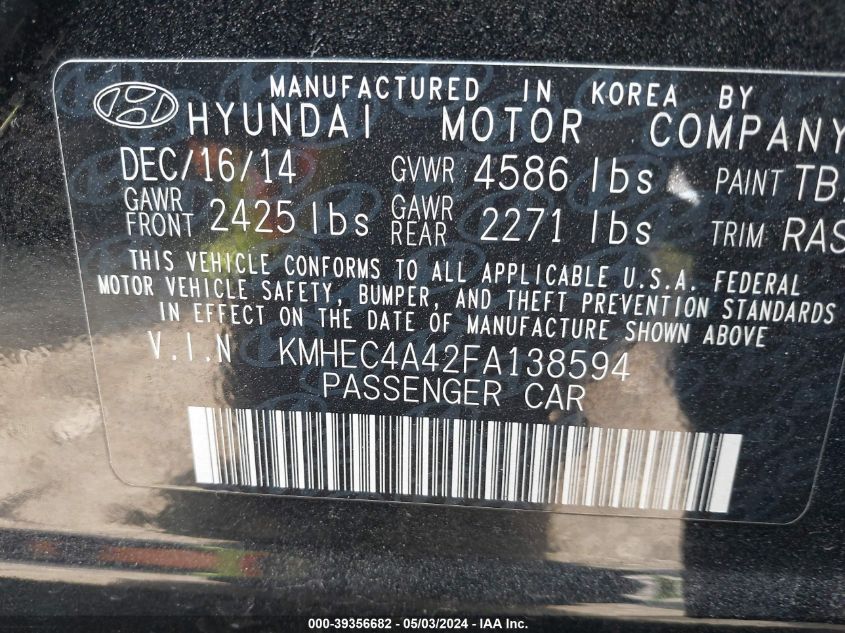 MANUFACTURED IN KOREA BY
HYUNDAI MOTOR COMPANY
DEC/16/14 GVWR 4586 lbs PAINT TB
GAWR FRONT 2425 lbs GAWR REAR 2271 lbs TRIM RAS
THIS VEHICLE CONFORMS TO ALL APPLICABLE U.S.A. FEDERAL
MOTOR VEHICLE SAFETY, BUMPER, AND THEFT PREVENTION STANDARDS
IN EFFECT ON THE DATE OF MANUFACTURE SHOWN ABOVE
V.I.N KMHEC4A42FA138594
PASSENGER CAR
000-39356682 - 05/03/2024 - IAA Inc.